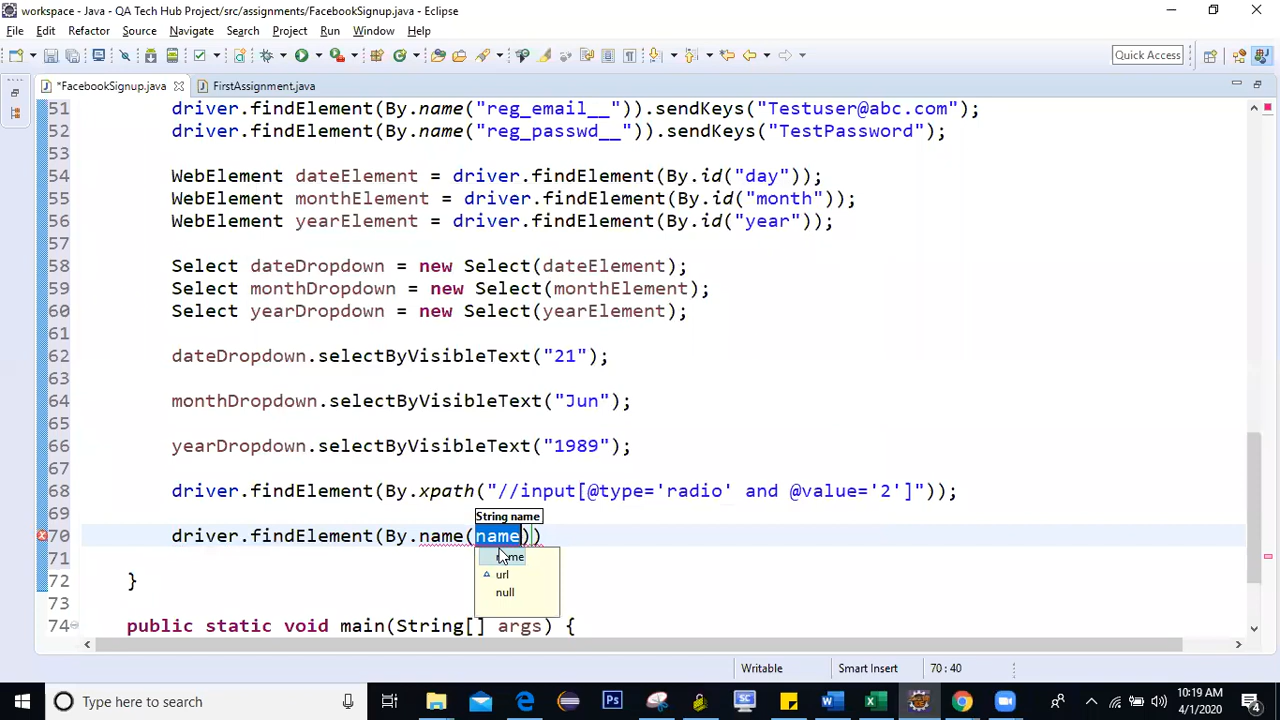 workspace - Java - QA Tech Hub Project/src/assignments/FacebookSignup.java - Eclipse
File Edit Refactor Source Navigate Search Project Run Window Help
Quick Access
*FacebookSignup.java FirstAssignment.java
51 driver.findElement(By.name("reg_email__")).sendKeys("Testuser@abc.com");
52 driver.findElement(By.name("reg_passwd__")).sendKeys("TestPassword");
53
54 WebElement dateElement = driver.findElement(By.id("day"));
55 WebElement monthElement = driver.findElement(By.id("month"));
56 WebElement yearElement = driver.findElement(By.id("year"));
57
58 Select dateDropdown = new Select(dateElement);
59 Select monthDropdown = new Select(monthElement);
60 Select yearDropdown = new Select(yearElement);
61
62 dateDropdown.selectByVisibleText("21");
63
64 monthDropdown.selectByVisibleText("Jun");
65
66 yearDropdown.selectByVisibleText("1989");
67
68 driver.findElement(By.xpath("//input[@type='radio' and @value='2']"));
69
String name
70 driver.findElement(By.name(name))
71
name
url
72 }
null
73
74 public static void main(String[] args) {
Writable Smart Insert 70 : 40
Type here to search
10:19 AM
4/1/2020
4